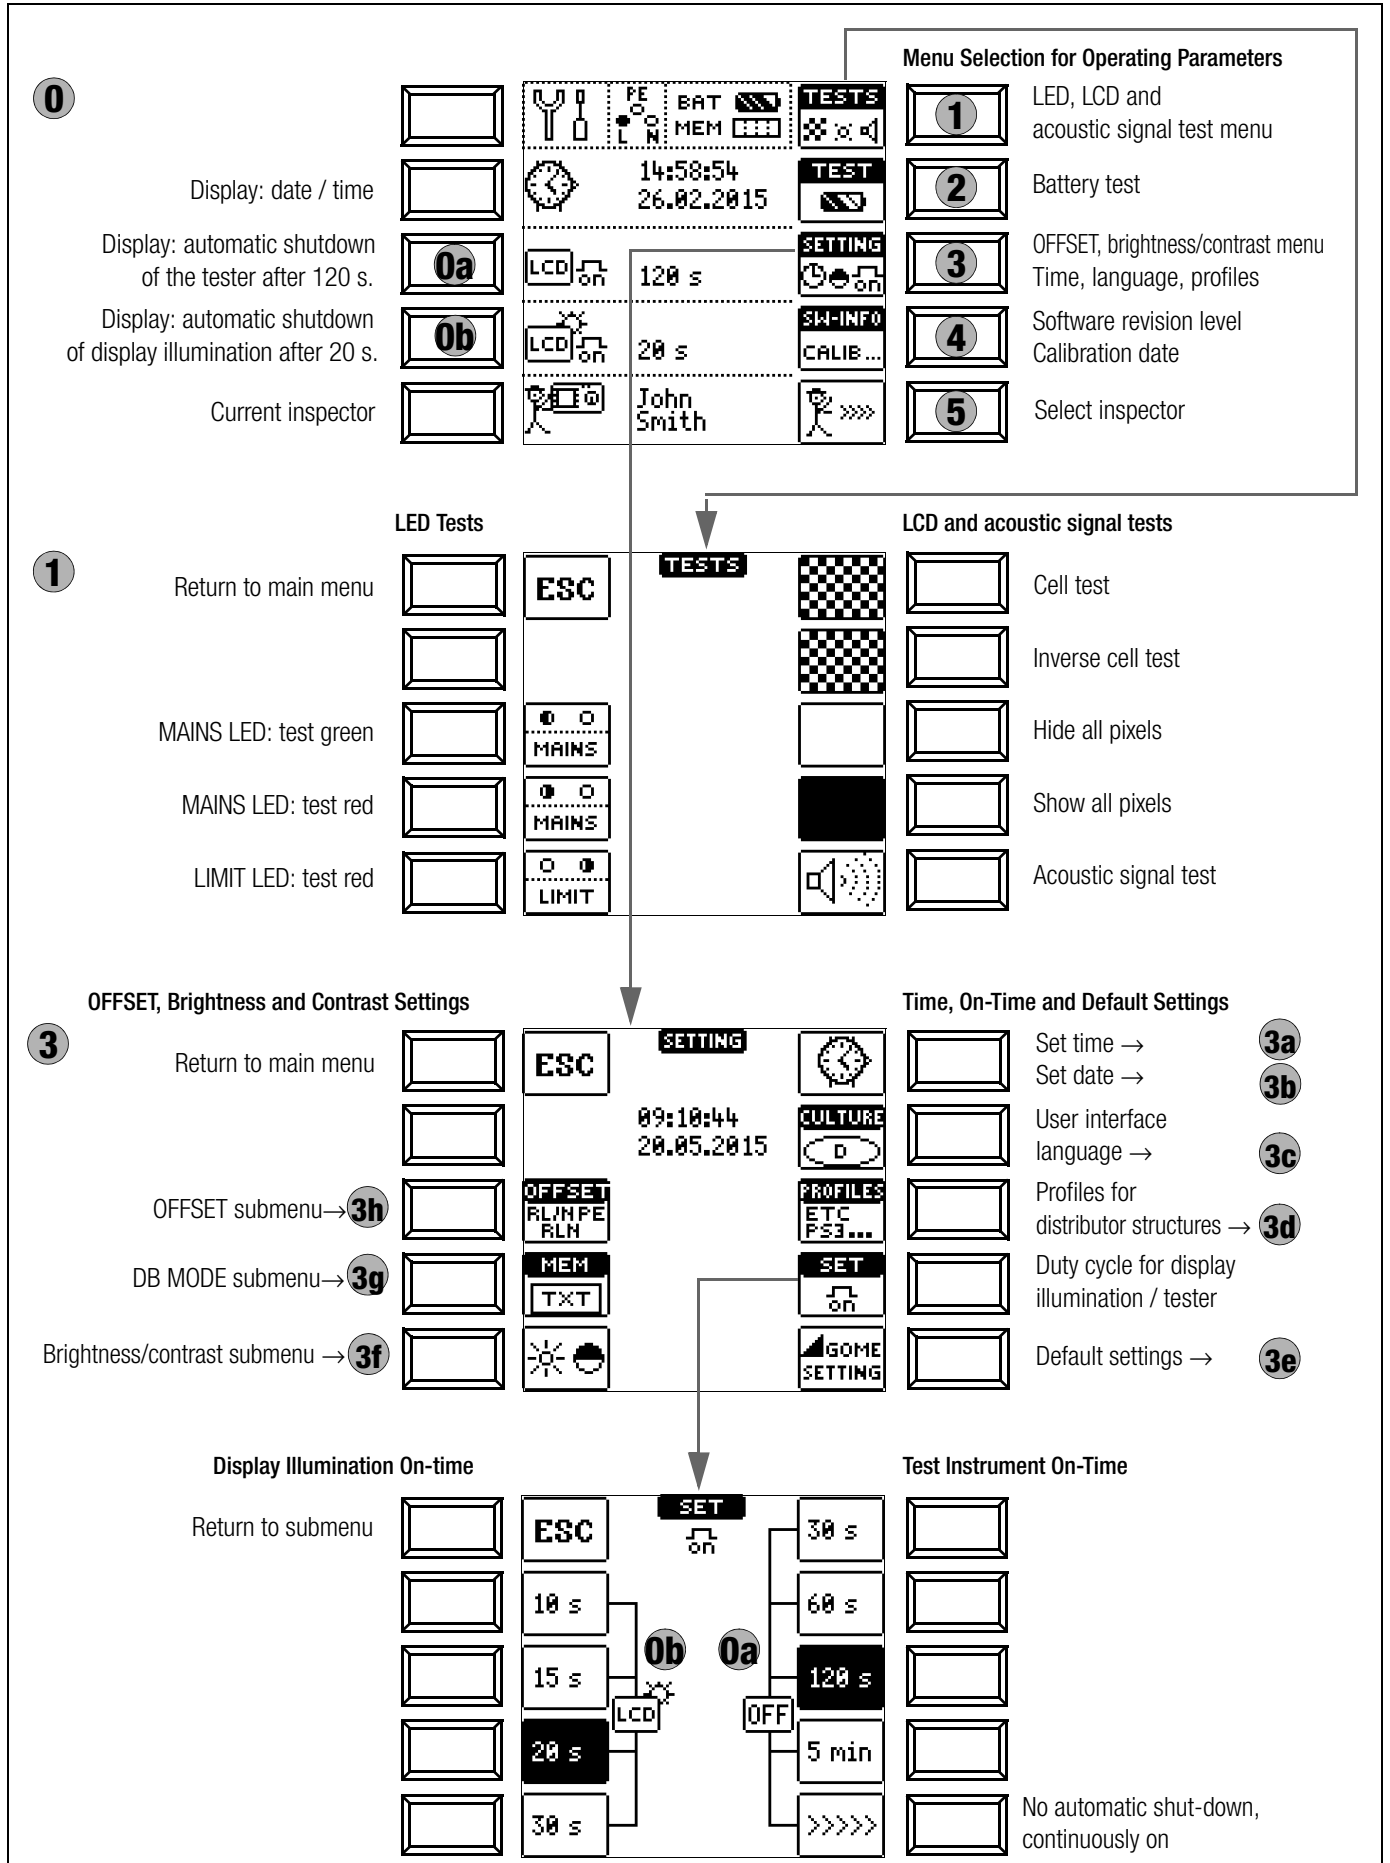 Menu Selection for Operating Parameters
0
PE
L N
BAT
MEM
TESTS
1
LED, LCD and
acoustic signal test menu
Display: date / time
14:58:54
26.02.2015
TEST
2
Battery test
Display: automatic shutdown
of the tester after 120 s.
0a
LCD
on
120 s
SETTING
on
3
OFFSET, brightness/contrast menu
Time, language, profiles
Display: automatic shutdown
of display illumination after 20 s.
0b
LCD
on
20 s
SW-INFO
CALIB...
4
Software revision level
Calibration date
Current inspector
John
Smith
>>>>
5
Select inspector
LED Tests
LCD and acoustic signal tests
1
Return to main menu
ESC
TESTS
Cell test
Inverse cell test
MAINS LED: test green
MAINS
Hide all pixels
MAINS LED: test red
MAINS
Show all pixels
LIMIT LED: test red
LIMIT
Acoustic signal test
OFFSET, Brightness and Contrast Settings
Time, On-Time and Default Settings
3
Return to main menu
ESC
SETTING
Set time → 3a
Set date → 3b
09:10:44
20.05.2015
CULTURE
D
User interface
language → 3c
OFFSET submenu→ 3h
OFFSET
RL/NPE
RLN
PROFILES
ETC
PS3...
Profiles for
distributor structures → 3d
DB MODE submenu→ 3g
MEM
TXT
SET
on
Duty cycle for display
illumination / tester
Brightness/contrast submenu → 3f
GOME
SETTING
Default settings → 3e
Display Illumination On-time
Test Instrument On-Time
Return to submenu
ESC
SET
on
30 s
10 s
60 s
0b
0a
15 s
120 s
LCD
OFF
20 s
5 min
30 s
>>>>>
No automatic shut-down,
continuously on